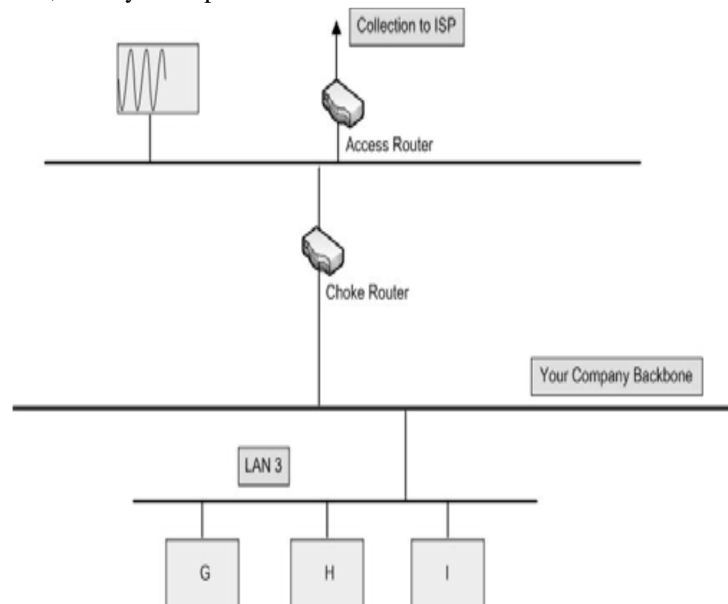 Collection to ISP
Access Router
Choke Router
Your Company Backbone
LAN 3
G
H
I